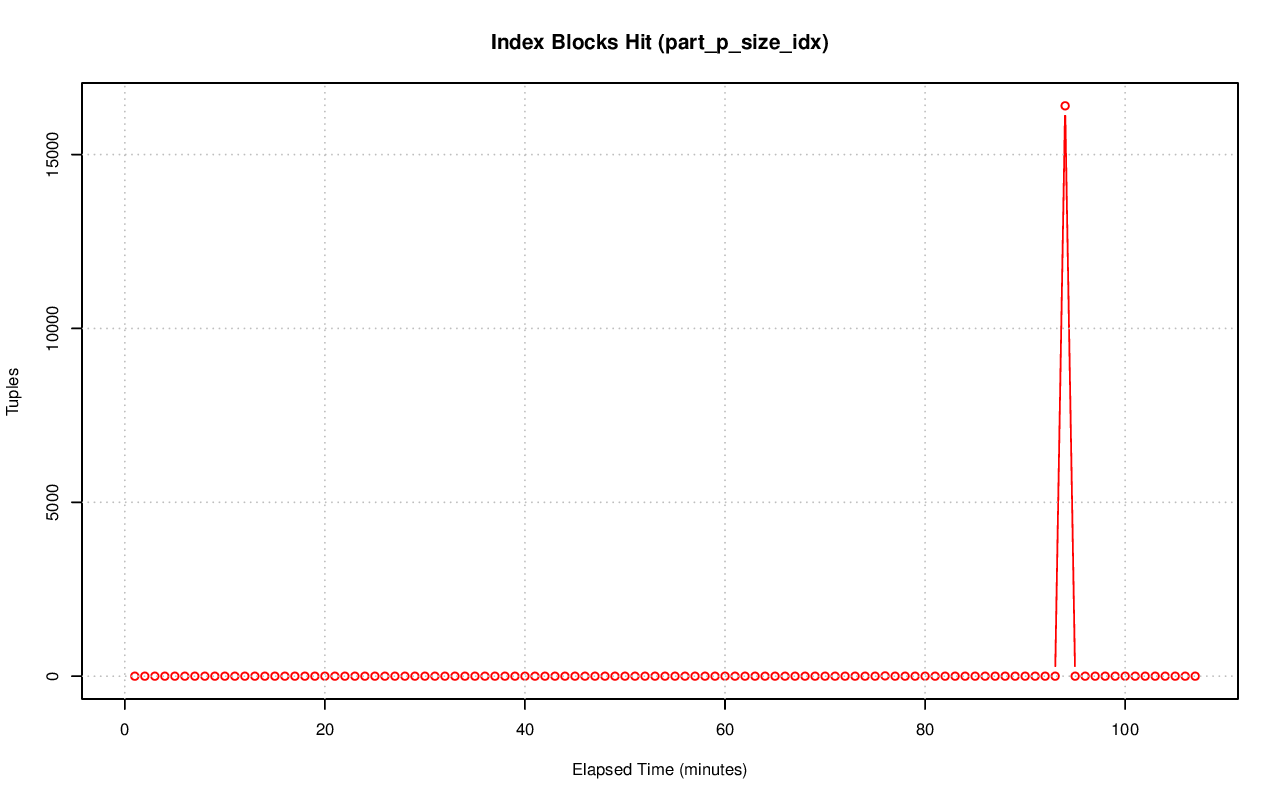 Index Blocks Hit (part_p_size_idx)
Tuples
15000
10000
5000
0
0 20 40 60 80 100
Elapsed Time (minutes)